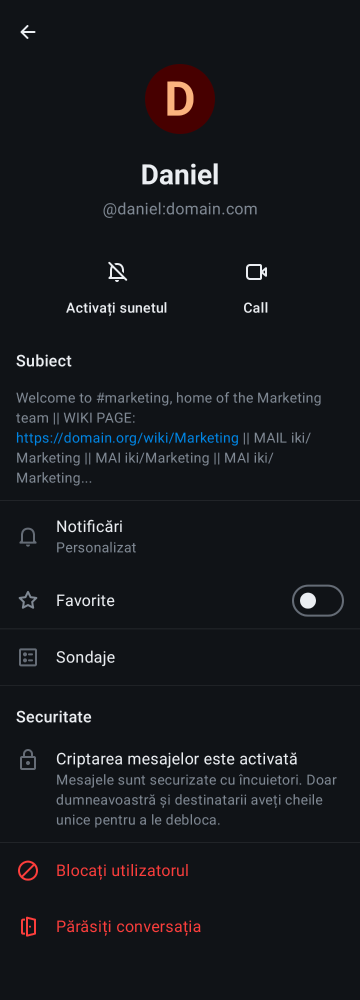 D
Daniel
@daniel:domain.com
Activați sunetul
Call
Subiect
Welcome to #marketing, home of the Marketing
team || WIKI PAGE:
https://domain.org/wiki/Marketing || MAIL iki/
Marketing || MAI iki/Marketing || MAI iki/
Marketing...
Notificări
Personalizat
Favorite
Sondaje
Securitate
Criptarea mesajelor este activată
Mesajele sunt securizate cu încuietori. Doar
dumneavoastră și destinatarii aveți cheile
unice pentru a le debloca.
Blocați utilizatorul
Părăsiți conversația